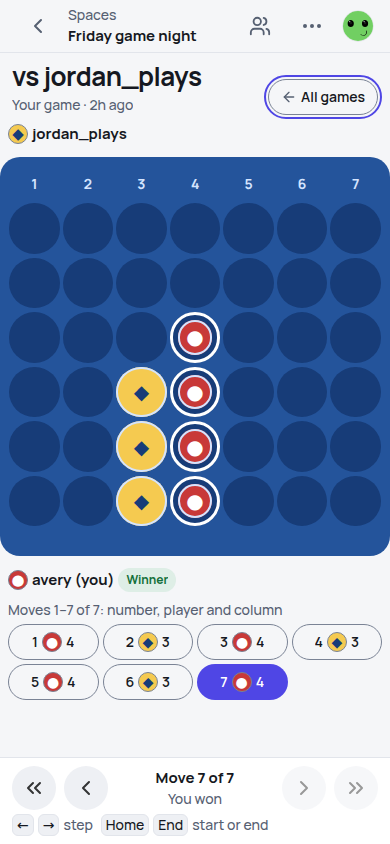 Spaces
Friday game night
vs jordan_plays
Your game · 2h ago
← All games
jordan_plays
1 2 3 4 5 6 7
avery (you) Winner
Moves 1–7 of 7: number, player and column
1 4 2 3 3 4 4 3
5 4 6 3 7 4
Move 7 of 7
You won
← → step Home End start or end